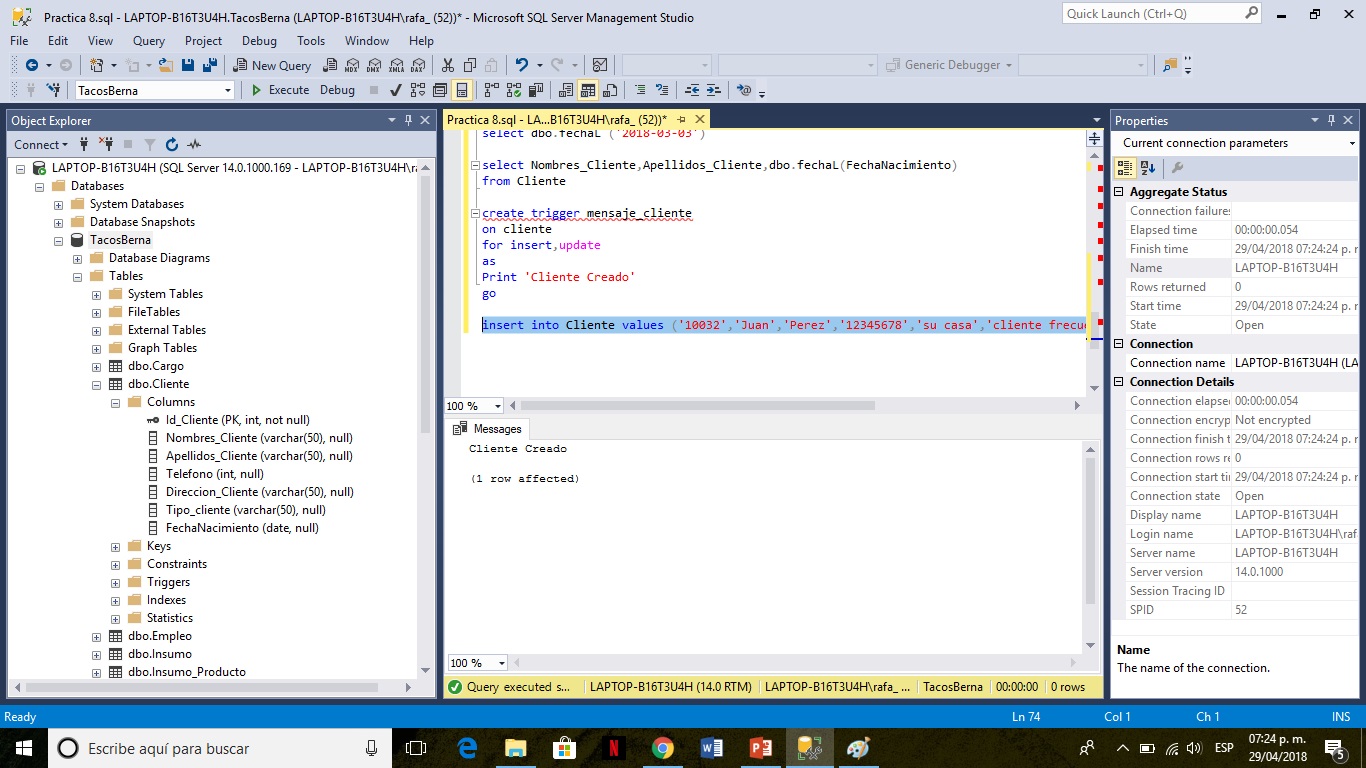 Practica 8.sql - LAPTOP-B16T3U4H.TacosBerna (LAPTOP-B16T3U4H\rafa_ (52))* - Microsoft SQL Server Management Studio
Quick Launch (Ctrl+Q)
File Edit View Query Project Debug Tools Window Help
New Query
MDX DMX XMLA DAX
Generic Debugger
TacosBerna
Execute Debug
Object Explorer
Connect
LAPTOP-B16T3U4H (SQL Server 14.0.1000.169 - LAPTOP-B16T3U4H\ra
Databases
System Databases
Database Snapshots
TacosBerna
Database Diagrams
Tables
System Tables
FileTables
External Tables
Graph Tables
dbo.Cargo
dbo.Cliente
Columns
Id_Cliente (PK, int, not null)
Nombres_Cliente (varchar(50), null)
Apellidos_Cliente (varchar(50), null)
Telefono (int, null)
Direccion_Cliente (varchar(50), null)
Tipo_cliente (varchar(50), null)
FechaNacimiento (date, null)
Keys
Constraints
Triggers
Indexes
Statistics
dbo.Empleo
dbo.Insumo
dbo.Insumo_Producto
Practica 8.sql - LA...B16T3U4H\rafa_ (52))*
select dbo.fechaL ('2018-03-03')
select Nombres_Cliente,Apellidos_Cliente,dbo.fechaL(FechaNacimiento)
from Cliente
create trigger mensaje_cliente
on cliente
for insert,update
as
Print 'Cliente Creado'
go
insert into Cliente values ('10032','Juan','Perez','12345678','su casa','cliente frecue
100 %
Messages
Cliente Creado
(1 row affected)
100 %
Query executed s... LAPTOP-B16T3U4H (14.0 RTM) LAPTOP-B16T3U4H\rafa_ ... TacosBerna 00:00:00 0 rows
Properties
Current connection parameters
Aggregate Status
Connection failures
Elapsed time 00:00:00.054
Finish time 29/04/2018 07:24:24 p. r
Name LAPTOP-B16T3U4H
Rows returned 0
Start time 29/04/2018 07:24:24 p. r
State Open
Connection
Connection name LAPTOP-B16T3U4H (LA
Connection Details
Connection elapse 00:00:00.054
Connection encryp Not encrypted
Connection finish t 29/04/2018 07:24:24 p. r
Connection rows re 0
Connection start ti 29/04/2018 07:24:24 p. r
Connection state Open
Display name LAPTOP-B16T3U4H
Login name LAPTOP-B16T3U4H\raf
Server name LAPTOP-B16T3U4H
Server version 14.0.1000
Session Tracing ID
SPID 52
Name
The name of the connection.
Ready Ln 74 Col 1 Ch 1 INS
Escribe aquí para buscar
ESP
07:24 p. m.
29/04/2018
5